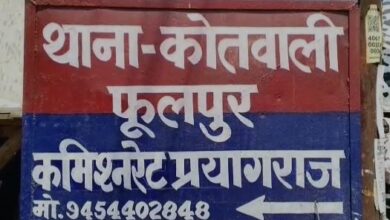 थाना-कोतवाली
फूलपुर
कमिश्नरेट प्रयागराज
मो.9454402848